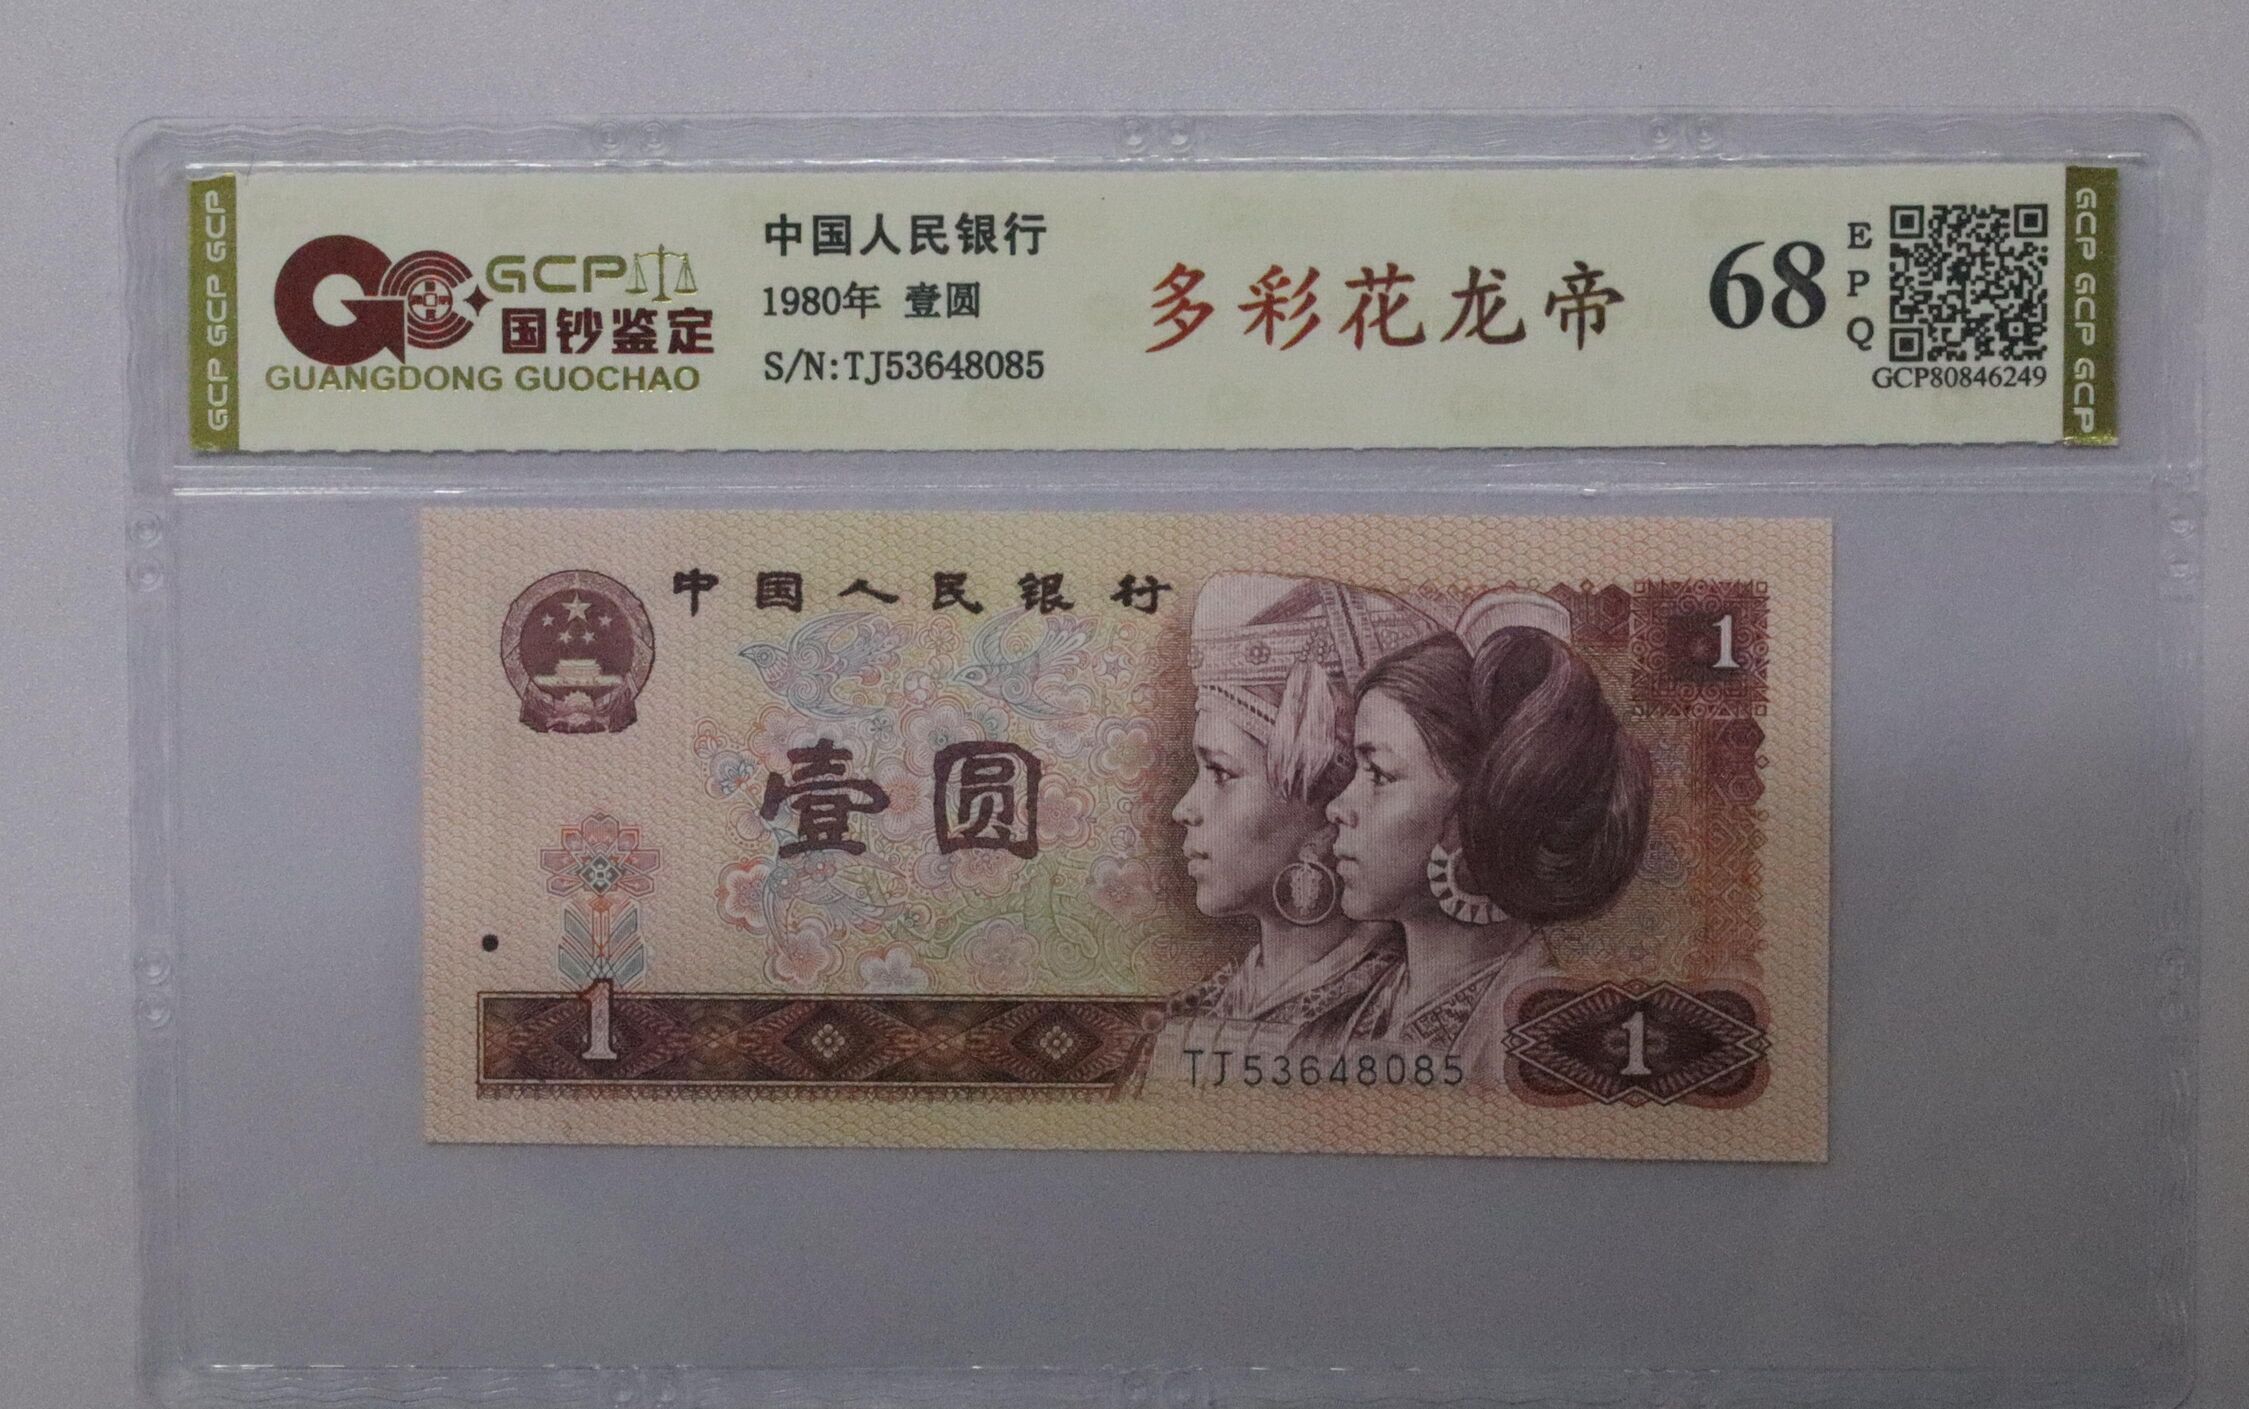 GCP GCP GCP
GCP
国钞鉴定
GUANGDONG GUOCHAO
中国人民银行
1980年 壹圆
S/N:TJ53648085
多彩花龙帝
68
EPQ
GCP80846249
GCP GCP GCP
中国人民银行
1
壹圆
1
TJ53648085
1